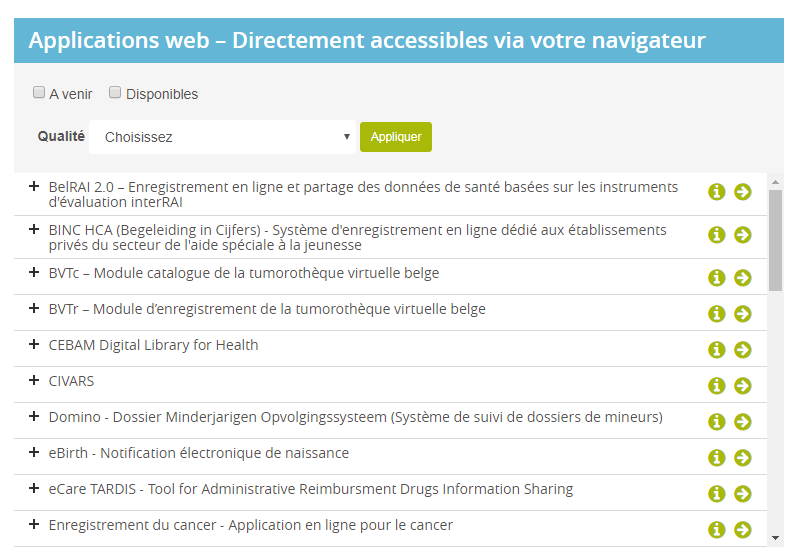 Applications web – Directement accessibles via votre navigateur
A venir Disponibles
Qualité Choisissez Appliquer
BelRAI 2.0 – Enregistrement en ligne et partage des données de santé basées sur les instruments
d'évaluation interRAI
BINC HCA (Begeleiding in Cijfers) - Système d'enregistrement en ligne dédié aux établissements
privés du secteur de l'aide spéciale à la jeunesse
BVTc – Module catalogue de la tumorothèque virtuelle belge
BVTr – Module d’enregistrement de la tumorothèque virtuelle belge
CEBAM Digital Library for Health
CIVARS
Domino - Dossier Minderjarigen Opvolgingssysteem (Système de suivi de dossiers de mineurs)
eBirth - Notification électronique de naissance
eCare TARDIS - Tool for Administrative Reimbursment Drugs Information Sharing
Enregistrement du cancer - Application en ligne pour le cancer